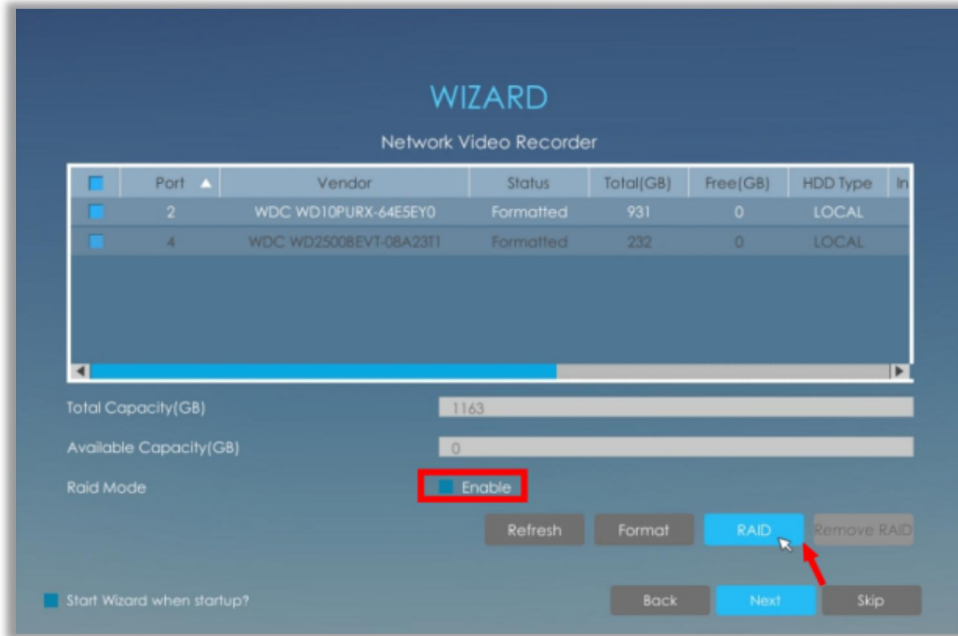 WIZARD
Network Video Recorder
Port Vendor Status Total(GB) Free(GB) HDD Type In
2 WDC WD10PURX-64E5EY0 Formatted 931 0 LOCAL
4 WDC WD2500BEVT-08A23T1 Formatted 232 0 LOCAL
Total Capacity(GB) 1163
Available Capacity(GB) 0
Raid Mode Enable
Refresh Format RAID Remove RAID
Start Wizard when startup? Back Next Skip